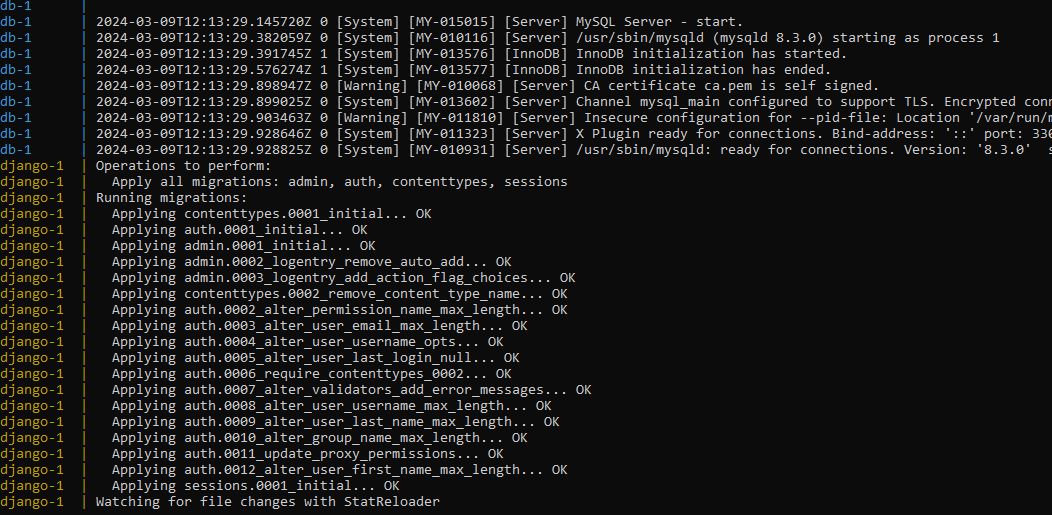 db-1      |
db-1      | 2024-03-09T12:13:29.145720Z 0 [System] [MY-015015] [Server] MySQL Server - start.
db-1      | 2024-03-09T12:13:29.382059Z 0 [System] [MY-010116] [Server] /usr/sbin/mysqld (mysqld 8.3.0) starting as process 1
db-1      | 2024-03-09T12:13:29.391745Z 1 [System] [MY-013576] [InnoDB] InnoDB initialization has started.
db-1      | 2024-03-09T12:13:29.576274Z 1 [System] [MY-013577] [InnoDB] InnoDB initialization has ended.
db-1      | 2024-03-09T12:13:29.898947Z 0 [Warning] [MY-010068] [Server] CA certificate ca.pem is self signed.
db-1      | 2024-03-09T12:13:29.899025Z 0 [System] [MY-013602] [Server] Channel mysql_main configured to support TLS. Encrypted conn
db-1      | 2024-03-09T12:13:29.903463Z 0 [Warning] [MY-011810] [Server] Insecure configuration for --pid-file: Location '/var/run/m
db-1      | 2024-03-09T12:13:29.928646Z 0 [System] [MY-011323] [Server] X Plugin ready for connections. Bind-address: '::' port: 330
db-1      | 2024-03-09T12:13:29.928825Z 0 [System] [MY-010931] [Server] /usr/sbin/mysqld: ready for connections. Version: '8.3.0'  s
django-1  | Operations to perform:
django-1  |   Apply all migrations: admin, auth, contenttypes, sessions
django-1  | Running migrations:
django-1  |   Applying contenttypes.0001_initial... OK
django-1  |   Applying auth.0001_initial... OK
django-1  |   Applying admin.0001_initial... OK
django-1  |   Applying admin.0002_logentry_remove_auto_add... OK
django-1  |   Applying admin.0003_logentry_add_action_flag_choices... OK
django-1  |   Applying contenttypes.0002_remove_content_type_name... OK
django-1  |   Applying auth.0002_alter_permission_name_max_length... OK
django-1  |   Applying auth.0003_alter_user_email_max_length... OK
django-1  |   Applying auth.0004_alter_user_username_opts... OK
django-1  |   Applying auth.0005_alter_user_last_login_null... OK
django-1  |   Applying auth.0006_require_contenttypes_0002... OK
django-1  |   Applying auth.0007_alter_validators_add_error_messages... OK
django-1  |   Applying auth.0008_alter_user_username_max_length... OK
django-1  |   Applying auth.0009_alter_user_last_name_max_length... OK
django-1  |   Applying auth.0010_alter_group_name_max_length... OK
django-1  |   Applying auth.0011_update_proxy_permissions... OK
django-1  |   Applying auth.0012_alter_user_first_name_max_length... OK
django-1  |   Applying sessions.0001_initial... OK
django-1  | Watching for file changes with StatReloader